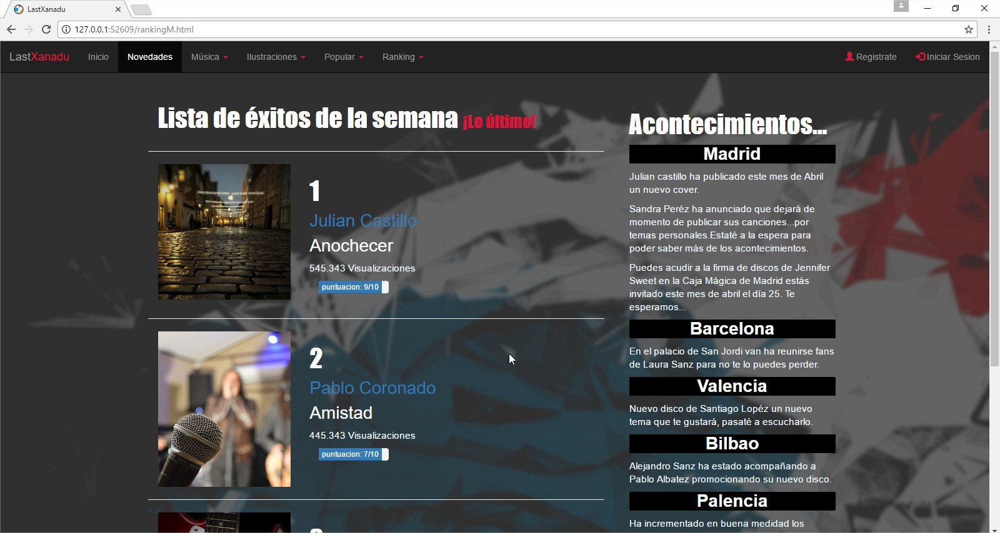 LastXanadu
127.0.0.1:52609/rankingM.html
LastXanadu Inicio Novedades Música Ilustraciones Popular Ranking Registrate Iniciar Sesion
Lista de éxitos de la semana ¡Lo último!
1
Julian Castillo
Anochecer
545.343 Visualizaciones
puntuacion: 9/10
2
Pablo Coronado
Amistad
445.343 Visualizaciones
puntuacion: 7/10
Acontecimientos...
Madrid
Julian castillo ha publicado este mes de Abril
un nuevo cover.
Sandra Peréz ha anunciado que dejará de
momento de publicar sus canciones...por
temas personales.Estaté a la espera para
poder saber más de los acontecimientos.
Puedes acudir a la firma de discos de Jennifer
Sweet en la Caja Mágica de Madrid estás
invitado este mes de abril el día 25. Te
esperamos...
Barcelona
En el palacio de San Jordi van ha reunirse fans
de Laura Sanz para no te lo puedes perder.
Valencia
Nuevo disco de Santiago Lopéz un nuevo
tema que te gustará, pasaté a escucharlo.
Bilbao
Alejandro Sanz ha estado acompañando a
Pablo Albatez promocionando su nuevo disco.
Palencia
Ha incrementado en buena medidad los